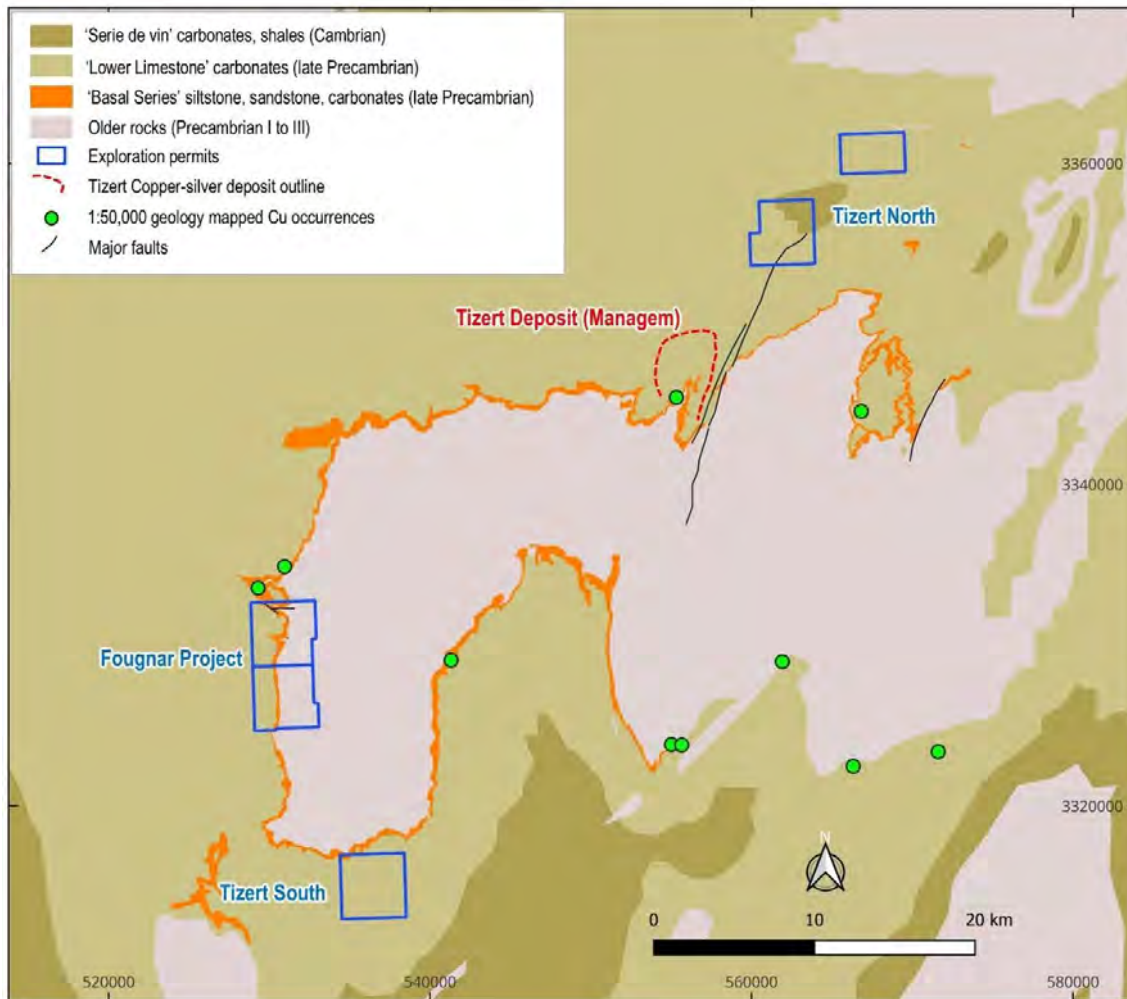 'Serie de vin' carbonates, shales (Cambrian)
'Lower Limestone' carbonates (late Precambrian)
'Basal Series' siltstone, sandstone, carbonates (late Precambrian)
Older rocks (Precambrian I to III)
Exploration permits
Tizert Copper-silver deposit outline
1:50,000 geology mapped Cu occurrences
Major faults
3360000
Tizert North
Tizert Deposit (Managem)
3340000
Fougnar Project
3320000
Tizert South
N
0 10 20 km
520000 540000 560000 580000